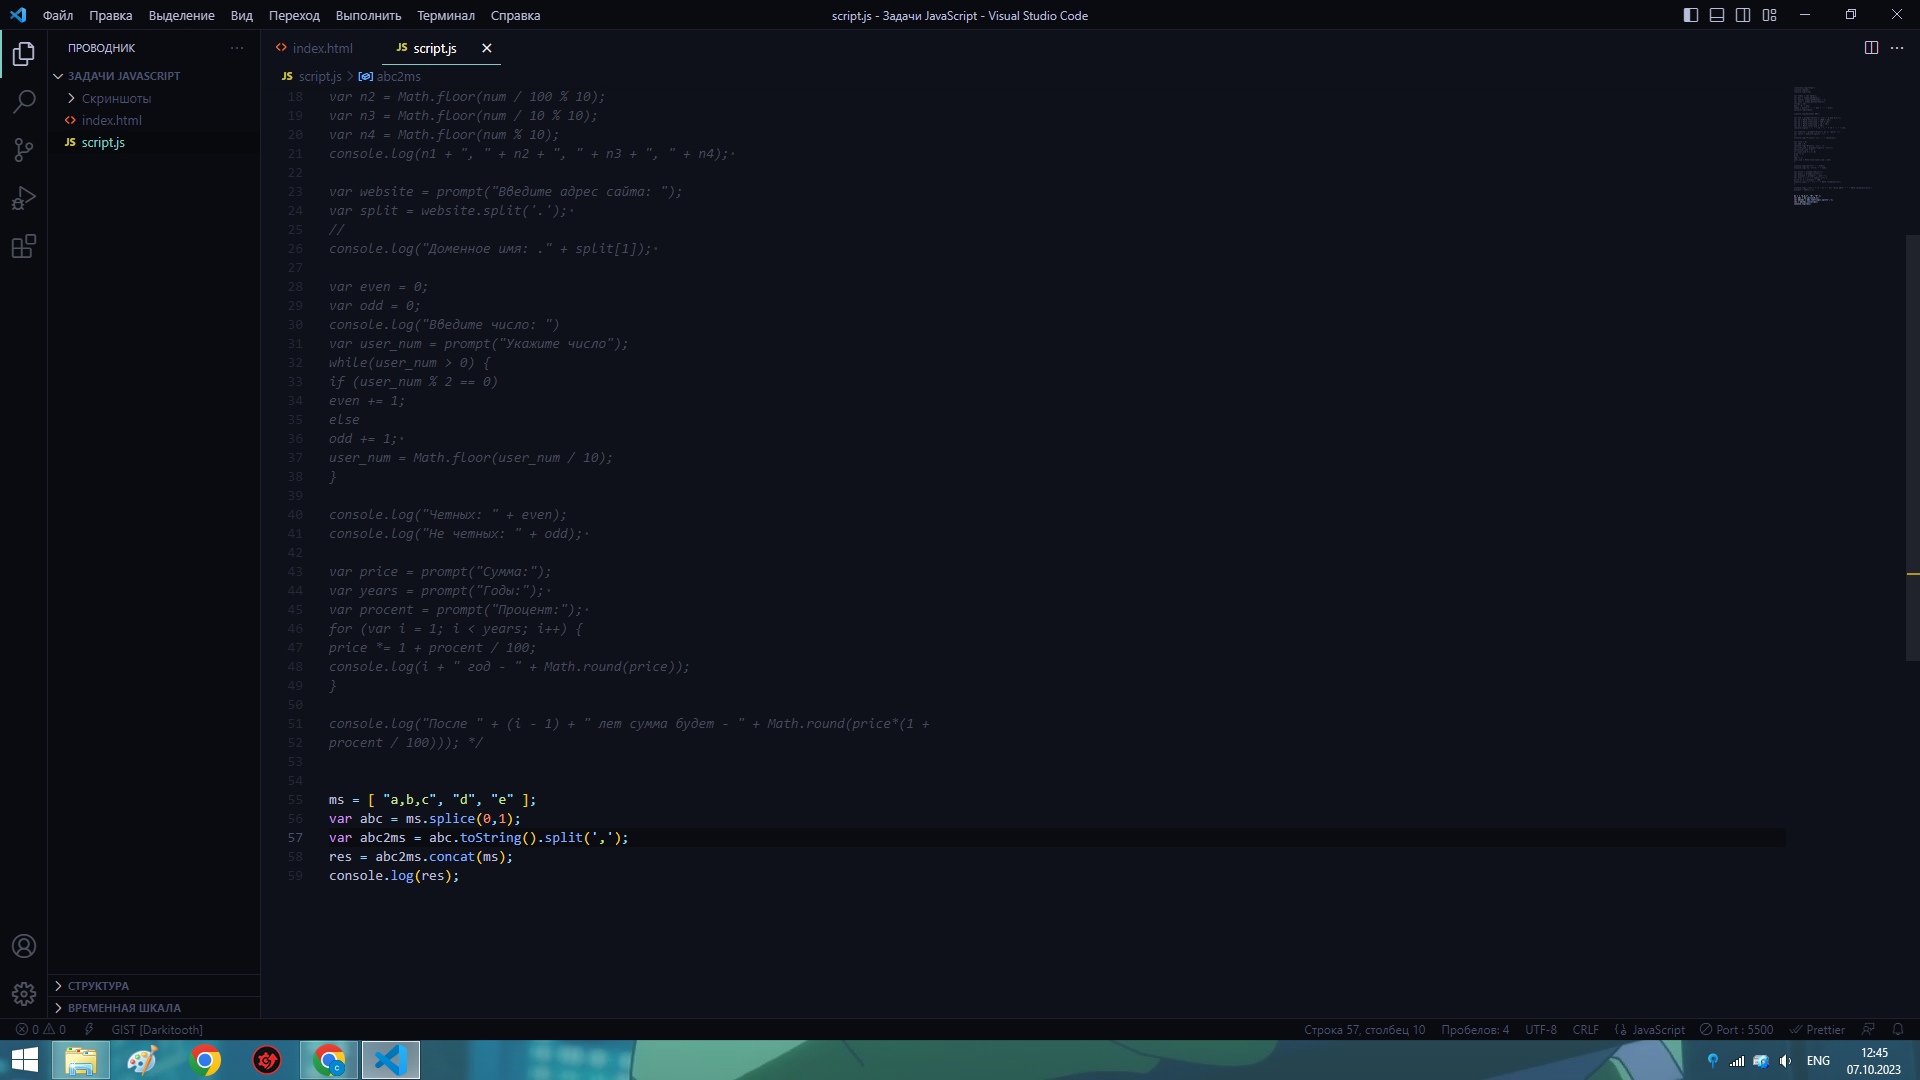 Файл Правка Выделение Вид Переход Выполнить Терминал Справка
script.js - Задачи JavaScript - Visual Studio Code
ПРОВОДНИК
ЗАДАЧИ JAVASCRIPT
Скриншоты
<> index.html
JS script.js
<> index.html
JS script.js
JS script.js > abc2ms
18 var n2 = Math.floor(num / 100 % 10);
19 var n3 = Math.floor(num / 10 % 10);
20 var n4 = Math.floor(num % 10);
21 console.log(n1 + ", " + n2 + ", " + n3 + ", " + n4);
22
23 var website = prompt("Введите адрес сайта: ");
24 var split = website.split('.');
25 //
26 console.log("Доменное имя: ." + split[1]);
27
28 var even = 0;
29 var odd = 0;
30 console.log("Введите число: ")
31 var user_num = prompt("Укажите число");
32 while(user_num > 0) {
33 if (user_num % 2 == 0)
34 even += 1;
35 else
36 odd += 1;
37 user_num = Math.floor(user_num / 10);
38 }
39
40 console.log("Четных: " + even);
41 console.log("Не четных: " + odd);
42
43 var price = prompt("Сумма:");
44 var years = prompt("Годы:");
45 var procent = prompt("Процент:");
46 for (var i = 1; i < years; i++) {
47 price *= 1 + procent / 100;
48 console.log(i + " год - " + Math.round(price));
49 }
50
51 console.log("После " + (i - 1) + " лет сумма будет - " + Math.round(price*(1 +
52 procent / 100))); */
53
54
55 ms = [ "a,b,c", "d", "e" ];
56 var abc = ms.splice(0,1);
57 var abc2ms = abc.toString().split(',');
58 res = abc2ms.concat(ms);
59 console.log(res);
СТРУКТУРА
ВРЕМЕННАЯ ШКАЛА
0 0 GIST [Darkitooth]
Строка 57, столбец 10 Пробелов: 4 UTF-8 CRLF JavaScript Port : 5500 Prettier
ENG
12:45
07.10.2023